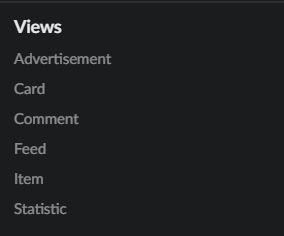 Views
Advertisement
Card
Comment
Feed
Item
Statistic